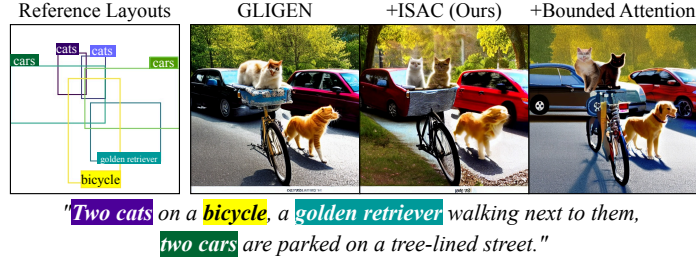 Reference Layouts GLIGEN +ISAC (Ours) +Bounded Attention
cats
cats
cars
cars
golden retriever
bicycle
"Two cats on a bicycle, a golden retriever walking next to them,
two cars are parked on a tree-lined street."